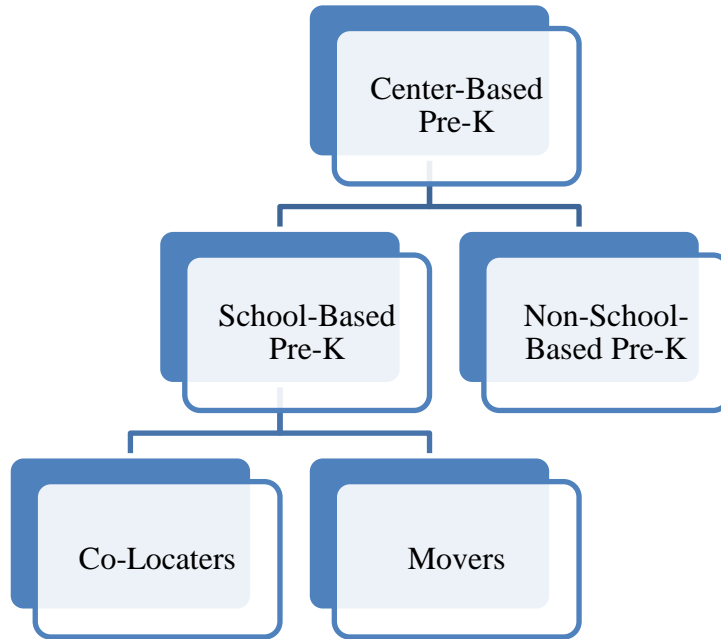 Center-Based
Pre-K
School-Based
Pre-K
Non-School-
Based Pre-K
Co-Locaters
Movers